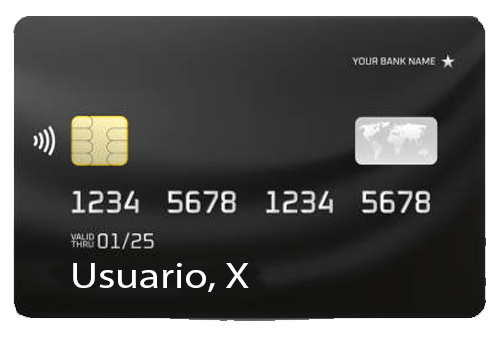 YOUR BANK NAME
1234 5678 1234 5678
VALID
THRU 01/25
Usuario, X